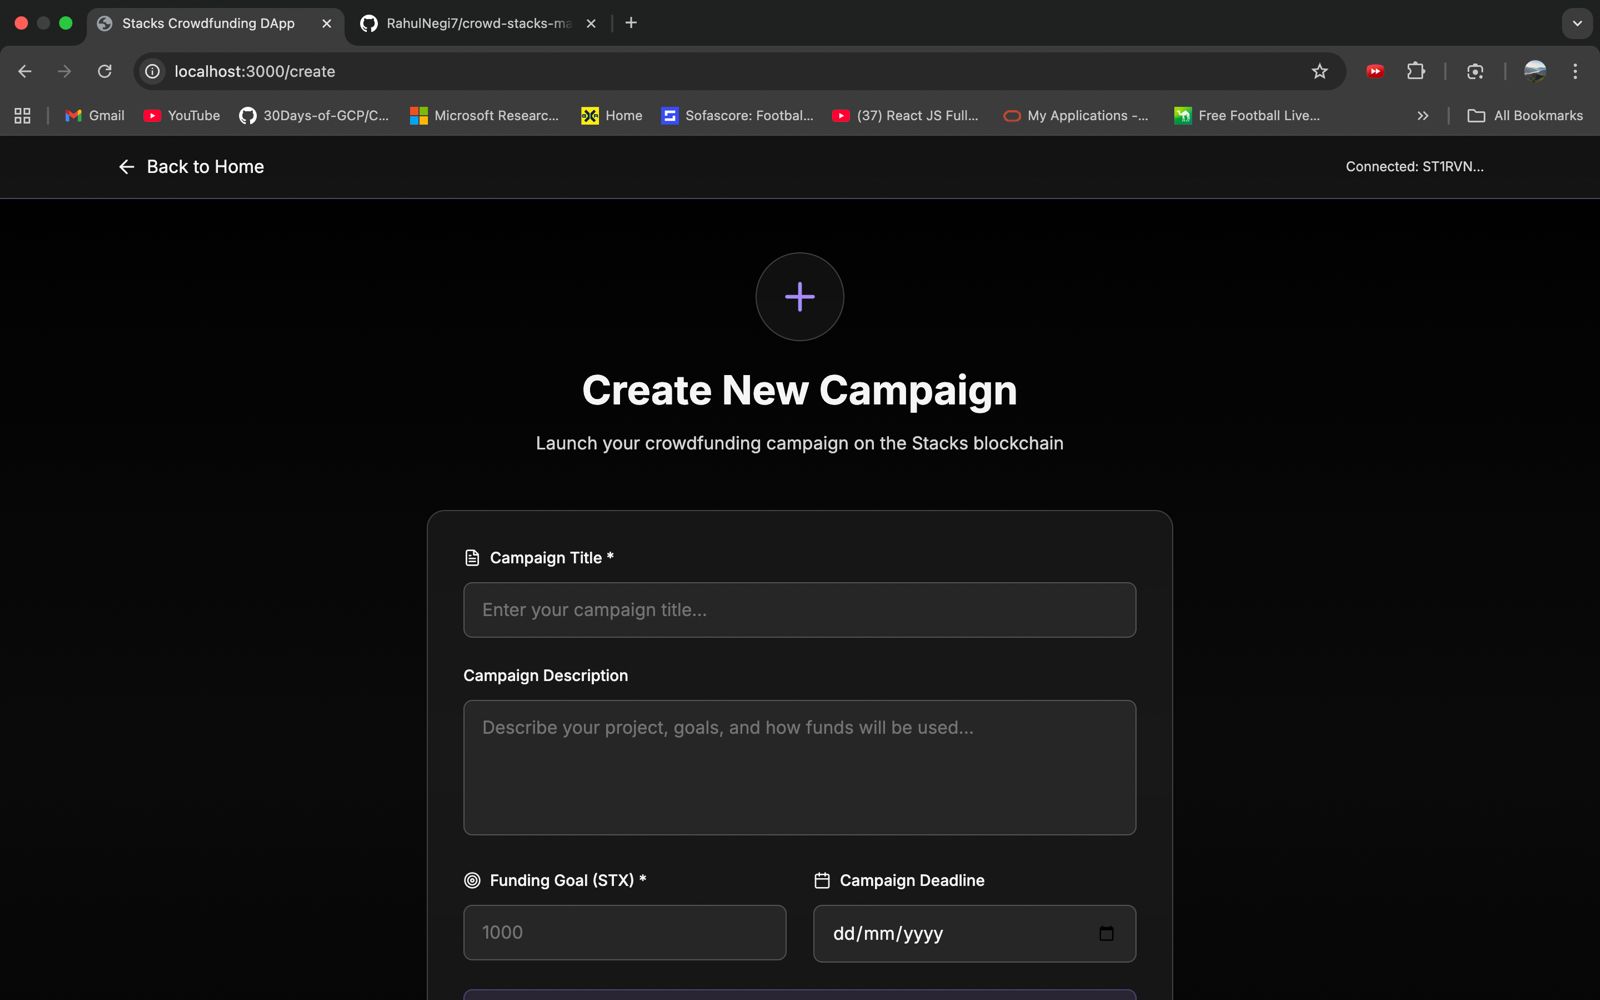 Stacks Crowdfunding DApp
RahulNegi7/crowd-stacks-ma
localhost:3000/create
Gmail
YouTube
30Days-of-GCP/C...
Microsoft Researc...
Home
Sofascore: Footbal...
(37) React JS Full...
My Applications -...
Free Football Live...
All Bookmarks
Back to Home
Connected: ST1RVN...
Create New Campaign
Launch your crowdfunding campaign on the Stacks blockchain
Campaign Title *
Enter your campaign title...
Campaign Description
Describe your project, goals, and how funds will be used...
Funding Goal (STX) *
Campaign Deadline
1000
dd/mm/yyyy